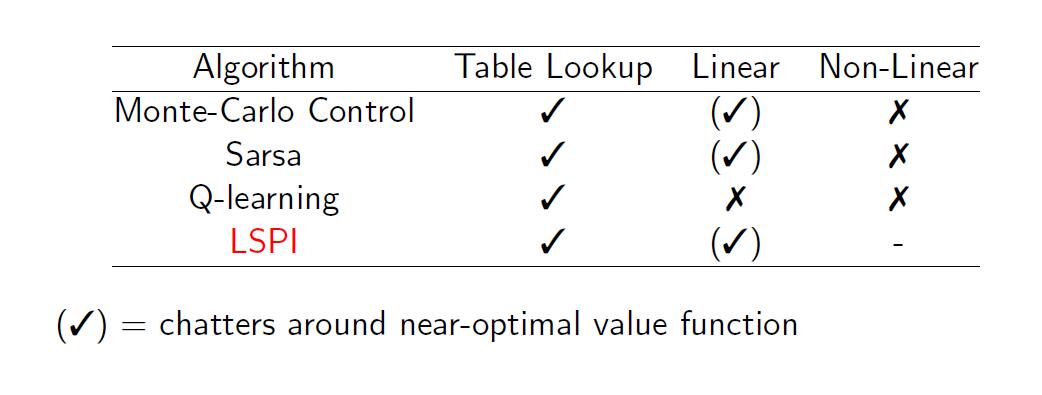 Algorithm Table Lookup Linear Non-Linear
Monte-Carlo Control ✓ (✓) ✗
Sarsa ✓ (✓) ✗
Q-learning ✓ ✗ ✗
LSPI ✓ (✓) -
(✓) = chatters around near-optimal value function